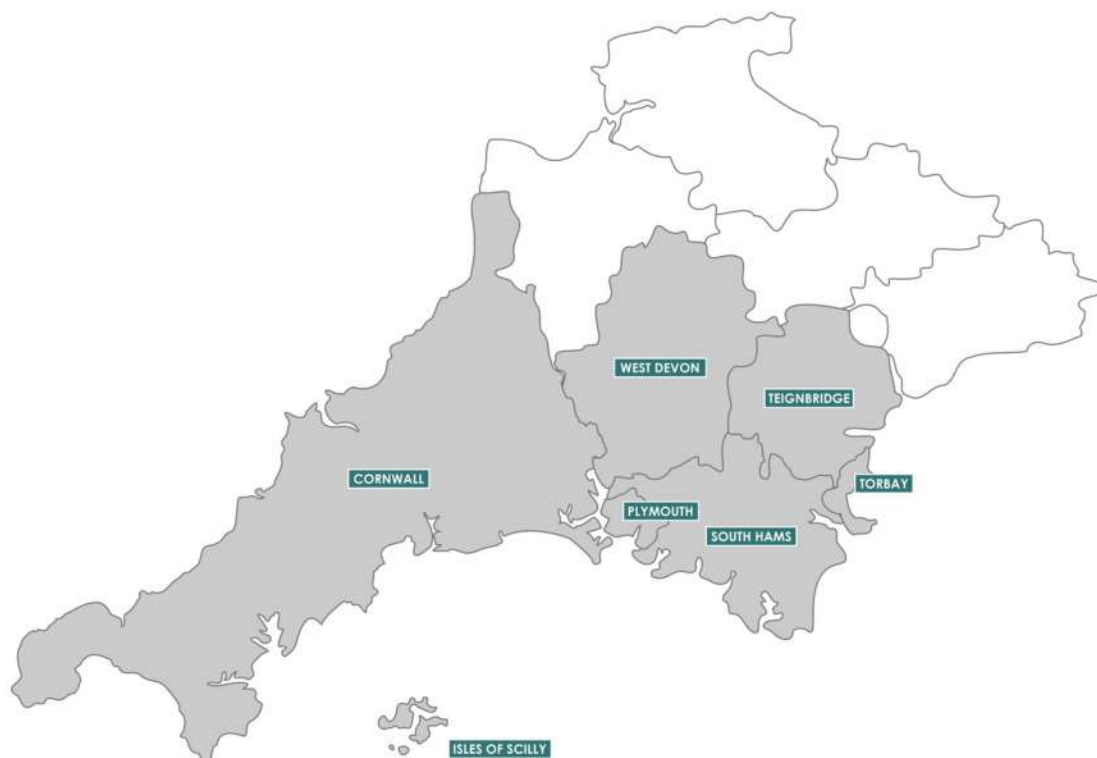 WEST DEVON
TEIGNBRIDGE
CORNWALL
TORBAY
PLYMOUTH
SOUTH HAMS
ISLES OF SCILLY